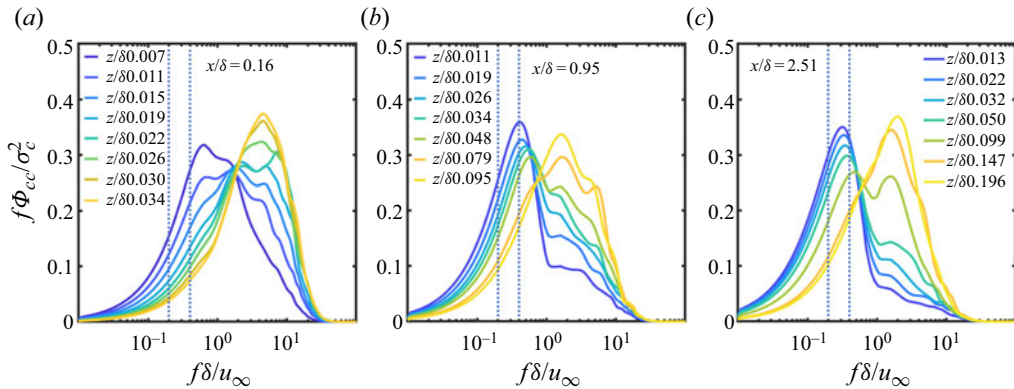 (a)
0.5
0.4
0.3
0.2
0.1
0
fΦcc/σc²
z/δ0.007
z/δ0.011
z/δ0.015
z/δ0.019
z/δ0.022
z/δ0.026
z/δ0.030
z/δ0.034
x/δ = 0.16
10⁻¹ 10⁰ 10¹
fδ/u∞
(b)
0.5
0.4
0.3
0.2
0.1
0
z/δ0.011
z/δ0.019
z/δ0.026
z/δ0.034
z/δ0.048
z/δ0.079
z/δ0.095
x/δ = 0.95
10⁻¹ 10⁰ 10¹
fδ/u∞
(c)
0.5
0.4
0.3
0.2
0.1
0
x/δ = 2.51
z/δ0.013
z/δ0.022
z/δ0.032
z/δ0.050
z/δ0.099
z/δ0.147
z/δ0.196
10⁻¹ 10⁰ 10¹
fδ/u∞